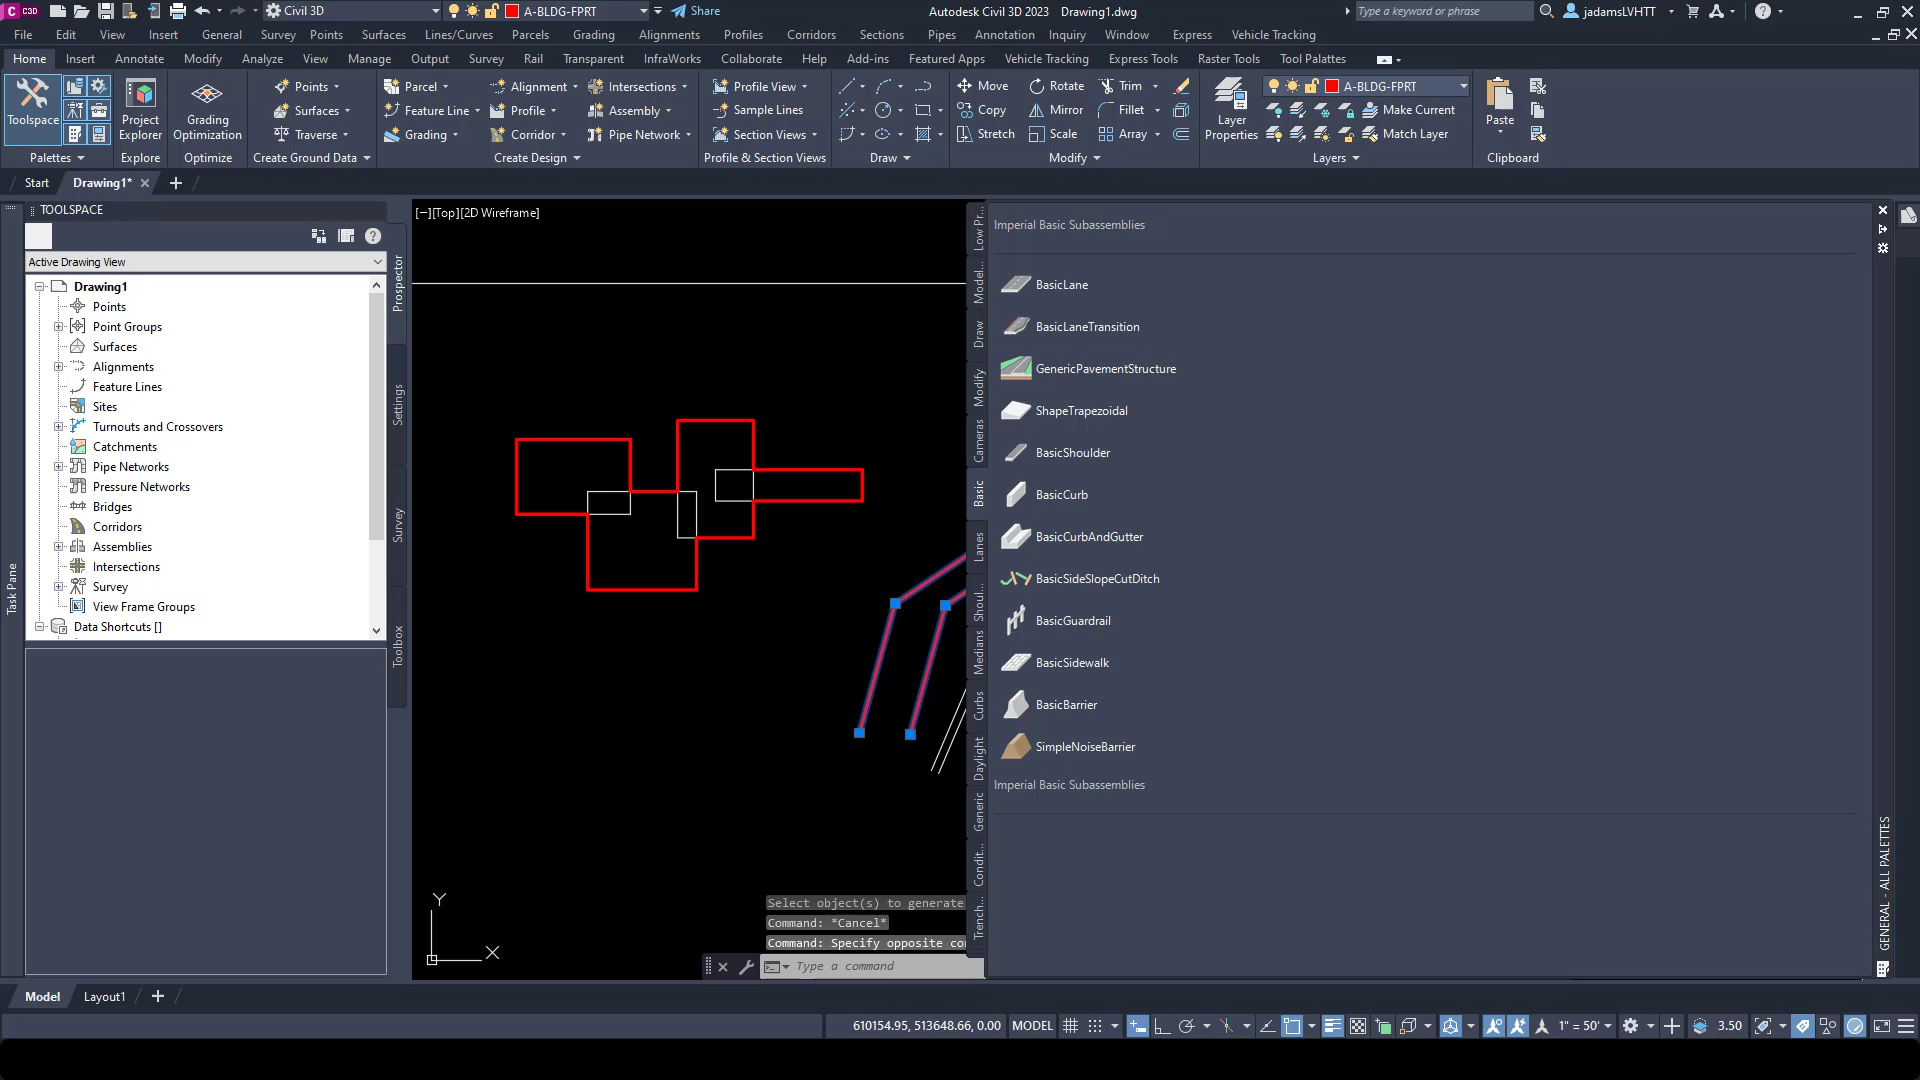 C3D
Civil 3D
A-BLDG-FPRT
Share
Autodesk Civil 3D 2023
Drawing1.dwg
Type a keyword or phrase
jadamsLVHTT
File Edit View Insert General Survey Points Surfaces Lines/Curves Parcels Grading Alignments Profiles Corridors Sections Pipes Annotation Inquiry Window Express Vehicle Tracking
Home Insert Annotate Modify Analyze View Manage Output Survey Rail Transparent InfraWorks Collaborate Help Add-ins Featured Apps Vehicle Tracking Express Tools Raster Tools Tool Palettes
Toolspace
Palettes
Project
Explorer
Explore
Grading
Optimization
Optimize
Points
Surfaces
Traverse
Create Ground Data
Parcel
Feature Line
Grading
Alignment
Profile
Corridor
Intersections
Assembly
Pipe Network
Create Design
Profile View
Sample Lines
Section Views
Profile & Section Views
Draw
Move
Copy
Stretch
Rotate
Mirror
Scale
Trim
Fillet
Array
Modify
Layer
Properties
A-BLDG-FPRT
Make Current
Match Layer
Layers
Paste
Clipboard
Start
Drawing1*
TOOLSPACE
Active Drawing View
Drawing1
Points
Point Groups
Surfaces
Alignments
Feature Lines
Sites
Turnouts and Crossovers
Catchments
Pipe Networks
Pressure Networks
Bridges
Corridors
Assemblies
Intersections
Survey
View Frame Groups
Data Shortcuts []
Prospector
Settings
Survey
Toolbox
Task Pane
[−][Top][2D Wireframe]
Y
X
Select object(s) to generate
Command: *Cancel*
Command: Specify opposite co
Type a command
Low Pr...
Model...
Draw
Modify
Cameras
Basic
Lanes
Shoul...
Medians
Curbs
Daylight
Generic
Condit...
Trench...
Imperial Basic Subassemblies
BasicLane
BasicLaneTransition
GenericPavementStructure
ShapeTrapezoidal
BasicShoulder
BasicCurb
BasicCurbAndGutter
BasicSideSlopeCutDitch
BasicGuardrail
BasicSidewalk
BasicBarrier
SimpleNoiseBarrier
Imperial Basic Subassemblies
GENERAL - ALL PALETTES
Model
Layout1
610154.95, 513648.66, 0.00
MODEL
1" = 50'
3.50